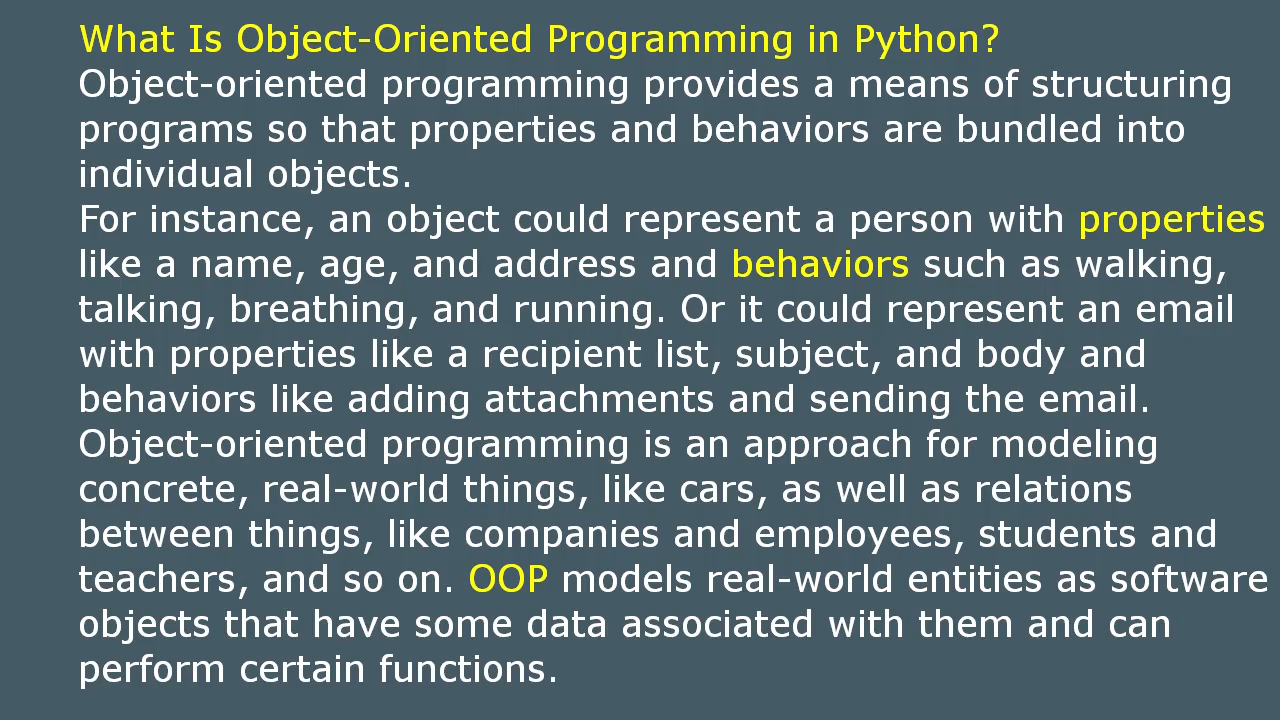 What Is Object-Oriented Programming in Python?
Object-oriented programming provides a means of structuring
programs so that properties and behaviors are bundled into
individual objects.
For instance, an object could represent a person with properties
like a name, age, and address and behaviors such as walking,
talking, breathing, and running. Or it could represent an email
with properties like a recipient list, subject, and body and
behaviors like adding attachments and sending the email.
Object-oriented programming is an approach for modeling
concrete, real-world things, like cars, as well as relations
between things, like companies and employees, students and
teachers, and so on. OOP models real-world entities as software
objects that have some data associated with them and can
perform certain functions.